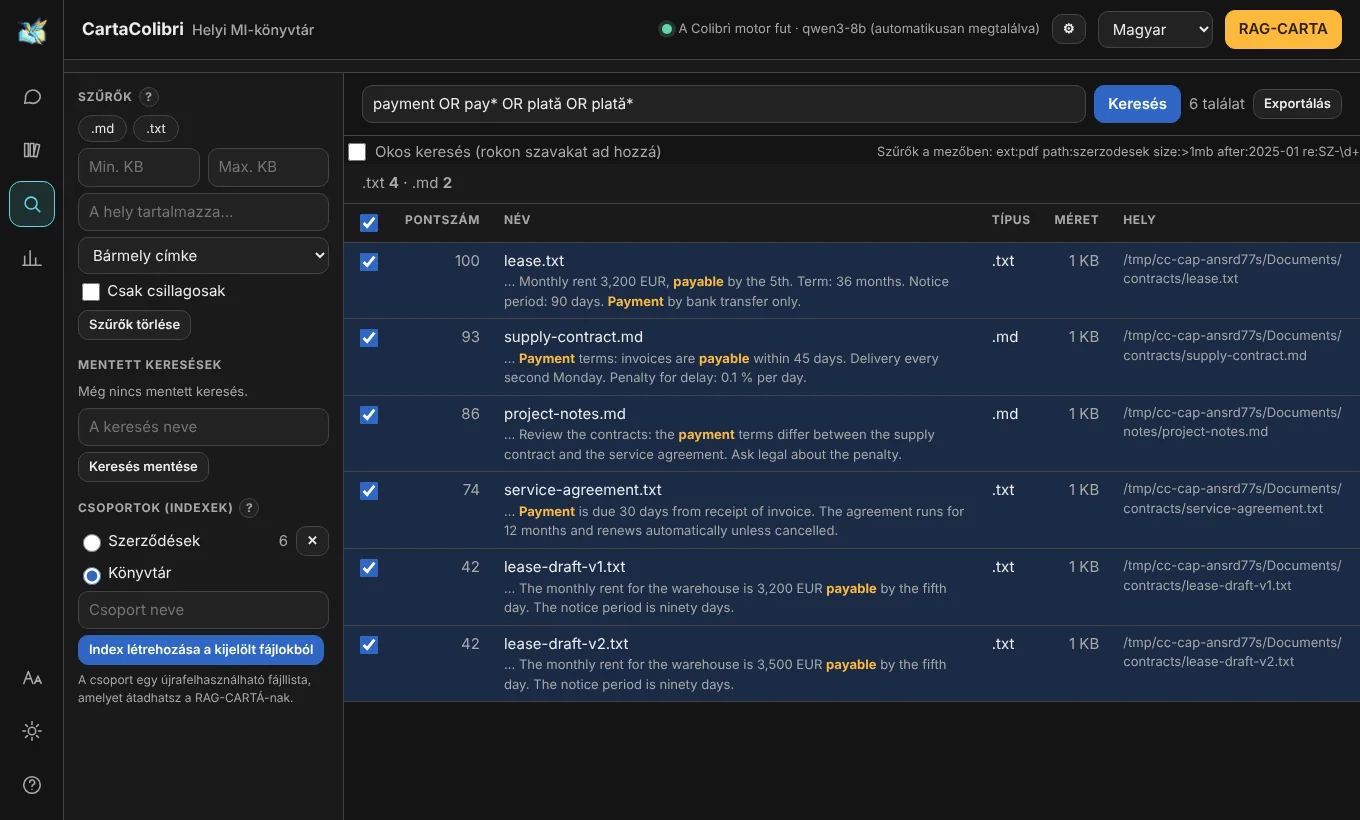 CartaColibri Helyi MI-könyvtár
A Colibrì motor fut · qwen3-8b (automatikusan megtalálva)
Magyar
RAG-CARTA
SZŰRŐK ?
.md .txt
Min. KB Max. KB
A hely tartalmazza...
Bármely címke
Csak csillagosak
Szűrők törlése
MENTETT KERESÉSEK
Még nincs mentett keresés.
A keresés neve
Keresés mentése
CSOPORTOK (INDEXEK) ?
Szerződések 6 ×
Könyvtár
Csoport neve
Index létrehozása a kijelölt fájlokból
A csoport egy újrafelhasználható fájllista,
amelyet átadhatsz a RAG-CARTÁ-nak.
payment OR pay* OR plată OR plată*
Keresés 6 találat Exportálás
Okos keresés (rokon szavakat ad hozzá)
Szűrők a mezőben: ext:pdf path:szerzodesek size:>1mb after:2025-01 re:SZ-\d+
.txt 4 · .md 2
PONTSZÁM NÉV TÍPUS MÉRET HELY
100 lease.txt .txt 1 KB /tmp/cc-cap-ansrd77s/Documents/
contracts/lease.txt
... Monthly rent 3,200 EUR, payable by the 5th. Term: 36 months. Notice
period: 90 days. Payment by bank transfer only.
93 supply-contract.md .md 1 KB /tmp/cc-cap-ansrd77s/Documents/
contracts/supply-contract.md
... Payment terms: invoices are payable within 45 days. Delivery every
second Monday. Penalty for delay: 0.1 % per day.
86 project-notes.md .md 1 KB /tmp/cc-cap-ansrd77s/Documents/
notes/project-notes.md
... Review the contracts: the payment terms differ between the supply
contract and the service agreement. Ask legal about the penalty.
74 service-agreement.txt .txt 1 KB /tmp/cc-cap-ansrd77s/Documents/
contracts/service-agreement.txt
... Payment is due 30 days from receipt of invoice. The agreement runs for
12 months and renews automatically unless cancelled.
42 lease-draft-v1.txt .txt 1 KB /tmp/cc-cap-ansrd77s/Documents/
contracts/lease-draft-v1.txt
... The monthly rent for the warehouse is 3,200 EUR payable by the fifth
day. The notice period is ninety days.
42 lease-draft-v2.txt .txt 1 KB /tmp/cc-cap-ansrd77s/Documents/
contracts/lease-draft-v2.txt
... The monthly rent for the warehouse is 3,500 EUR payable by the fifth
day. The notice period is ninety days.
AA
?